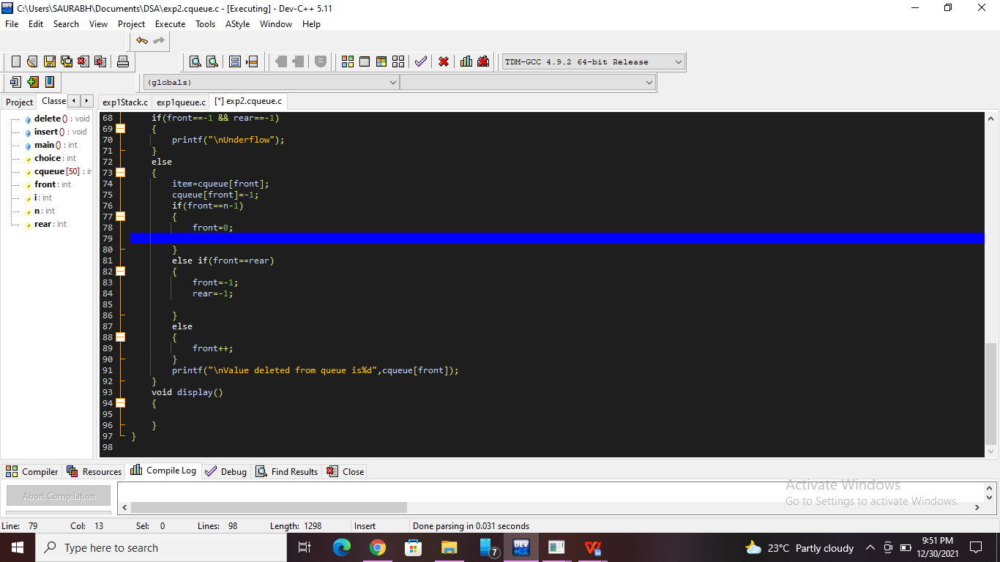 C:\Users\SAURABH\Documents\DSA\exp2.cqueue.c - [Executing] - Dev-C++ 5.11
File Edit Search View Project Execute Tools AStyle Window Help
TDM-GCC 4.9.2 64-bit Release
(globals)
Project Classe exp1Stack.c exp1queue.c [*] exp2.cqueue.c
delete () : void
insert () : void
main () : int
choice : int
cqueue [50] : ir
front : int
i : int
n : int
rear : int
68 if(front==-1 && rear==-1)
69 {
70 printf("\nUnderflow");
71 }
72 else
73 {
74 item=cqueue[front];
75 cqueue[front]=-1;
76 if(front==n-1)
77 {
78 front=0;
79
80 }
81 else if(front==rear)
82 {
83 front=-1;
84 rear=-1;
85
86 }
87 else
88 {
89 front++;
90 }
91 printf("\nValue deleted from queue is%d",cqueue[front]);
92 }
93 void display()
94 {
95
96 }
97 }
98
Compiler Resources Compile Log Debug Find Results Close
Abort Compilation
Activate Windows
Go to Settings to activate Windows.
Line: 79 Col: 13 Sel: 0 Lines: 98 Length: 1298 Insert Done parsing in 0.031 seconds
Type here to search
7
DEV
23°C Partly cloudy
9:51 PM
12/30/2021